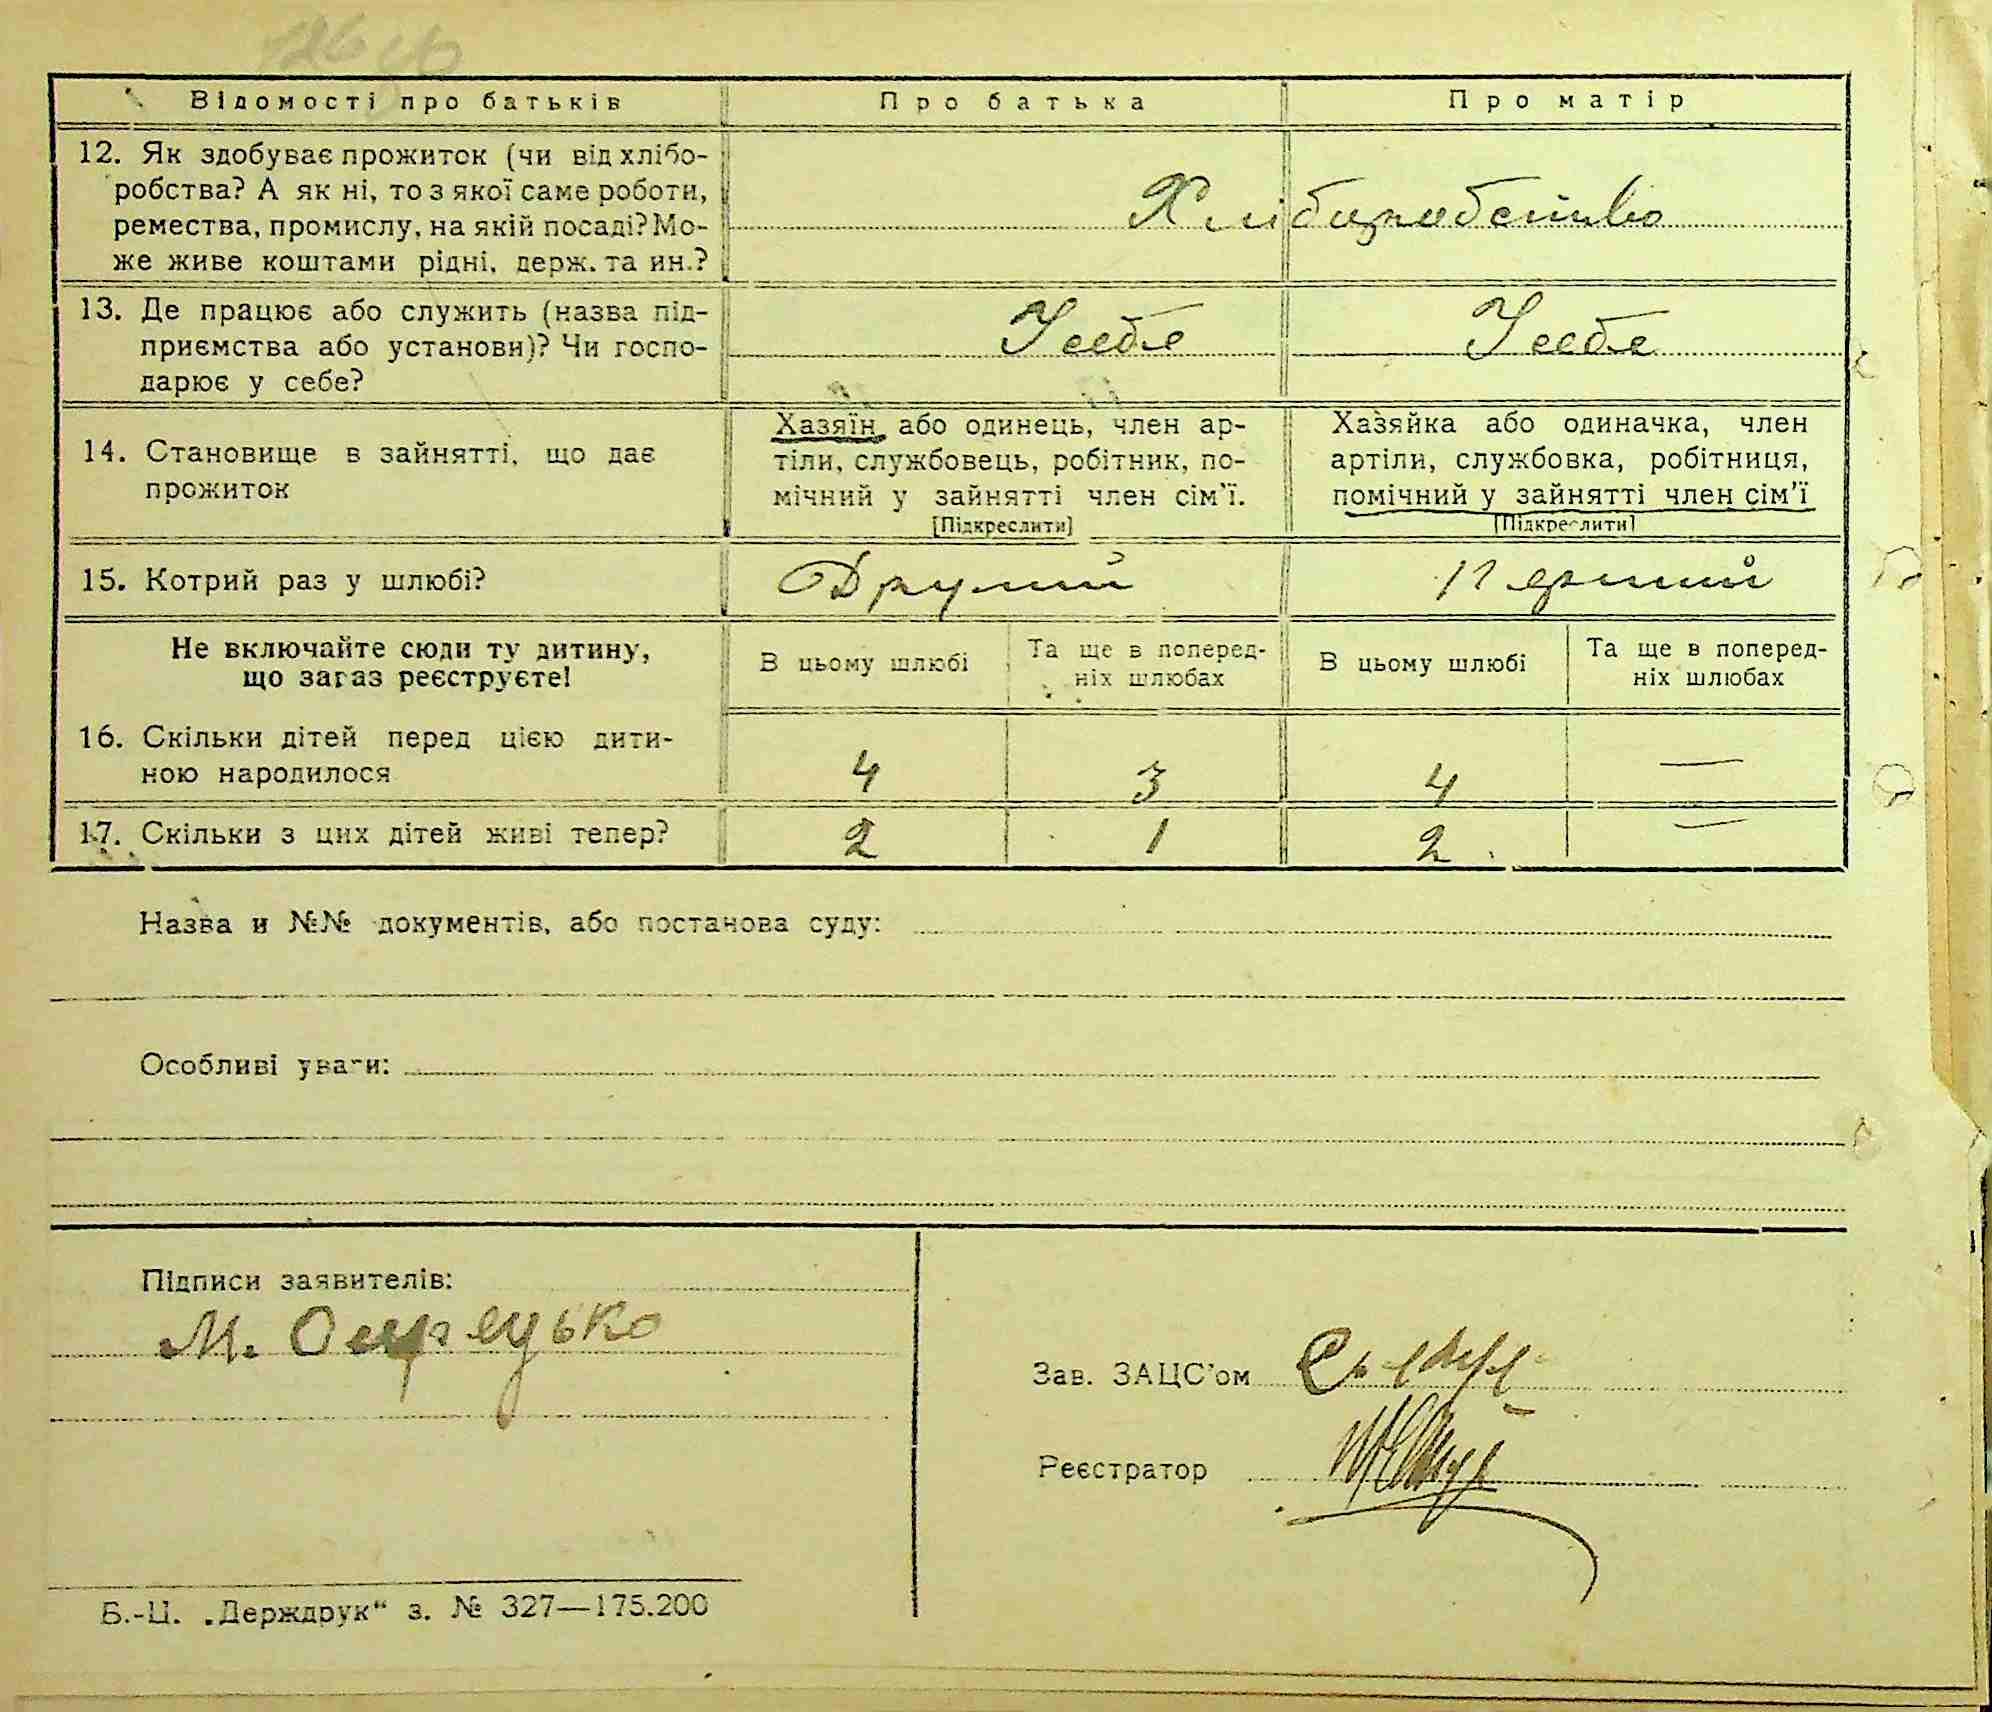 Відомості про батьків
Про батька
Про матір
12. Як здобуває прожиток (чи від хлібо-
робства? А як ні, то з якої саме роботи,
ремества, промислу, на якій посаді? Мо-
же живе коштами рідні, держ. та ин.?
Хліборобство
13. Де працює або служить (назва під-
приємства або установи)? Чи госпо-
дарює у себе?
У себе
У себе
14. Становище в зайнятті, що дає
прожиток
Хазяїн або одинець, член ар-
тіли, службовець, робітник, по-
мічний у зайнятті член сім'ї.
[Підкреслити]
Хазяйка або одиначка, член
артіли, службовка, робітниця,
помічний у зайнятті член сім'ї
[Підкреслити]
15. Котрий раз у шлюбі?
Другий
Перший
Не включайте сюди ту дитину,
що зараз реєструєте!
В цьому шлюбі
Та ще в поперед-
ніх шлюбах
В цьому шлюбі
Та ще в поперед-
ніх шлюбах
16. Скільки дітей перед цією дити-
ною народилося
4
3
4
—
17. Скільки з цих дітей живі тепер?
2
1
2
—
Назва и №№ документів, або постанова суду:
Особливі уваги:
Підписи заявителів:
М.
Зав. ЗАЦС'ом
Реєстратор
Б.-Ц. „Держдрук“ з. № 327—175.200